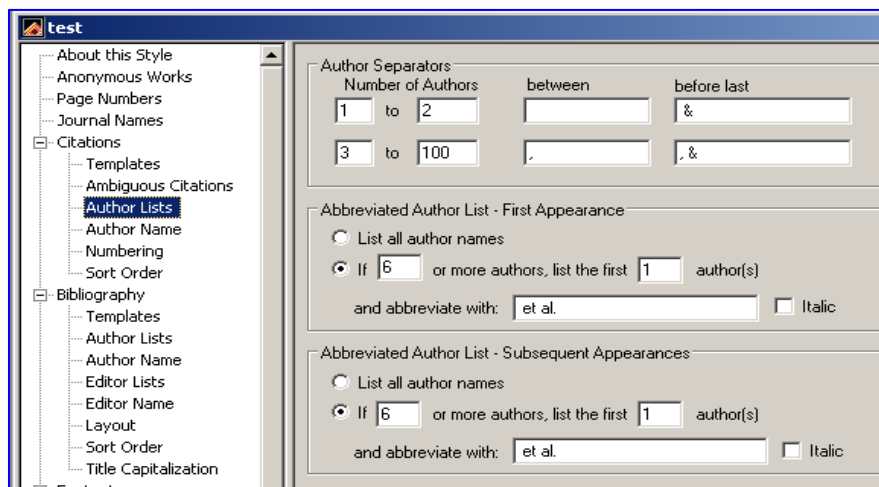 test
About this Style
Anonymous Works
Page Numbers
Journal Names
Citations
Templates
Ambiguous Citations
Author Lists
Author Name
Numbering
Sort Order
Bibliography
Templates
Author Lists
Author Name
Editor Lists
Editor Name
Layout
Sort Order
Title Capitalization
Author Separators
Number of Authors between before last
1 to 2 &
3 to 100 , , &
Abbreviated Author List - First Appearance
List all author names
If 6 or more authors, list the first 1 author(s)
and abbreviate with: et al. Italic
Abbreviated Author List - Subsequent Appearances
List all author names
If 6 or more authors, list the first 1 author(s)
and abbreviate with: et al. Italic